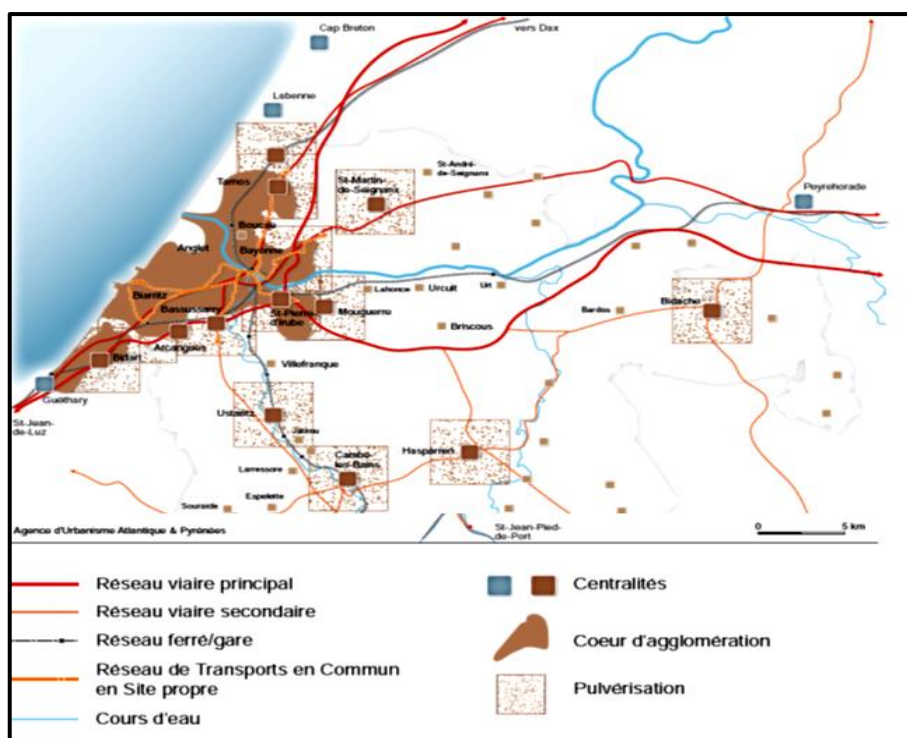 Cap Breton
vers Dax
Labenne
Tarnos
St-Martin-
de-Seignanx
St-André-
de-Seignanx
Peyrehorade
Boucau
Anglet
Bayonne
Biarritz
Bassussarry
St-Pierre
d'Irube
Mouguerre
Lahonce
Urcuit
Urt
Briscous
Bardos
Bidache
Arcangues
Bidart
Guéthary
St-Jean-
de-Luz
Villefranque
Ustaritz
Jatxou
Larressore
Cambo-
les-Bains
Hasparren
Espelette
Souraide
Agence d'Urbanisme Atlantique & Pyrénées
St-Jean-Pied-
de-Port
0 5 km
Réseau viaire principal
Réseau viaire secondaire
Réseau ferré/gare
Réseau de Transports en Commun
en Site propre
Cours d'eau
Centralités
Coeur d'agglomération
Pulvérisation